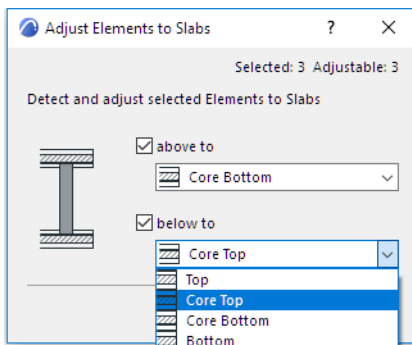 Adjust Elements to Slabs ?
Selected: 3 Adjustable: 3
Detect and adjust selected Elements to Slabs
above to
Core Bottom
below to
Core Top
Top
Core Top
Core Bottom
Bottom